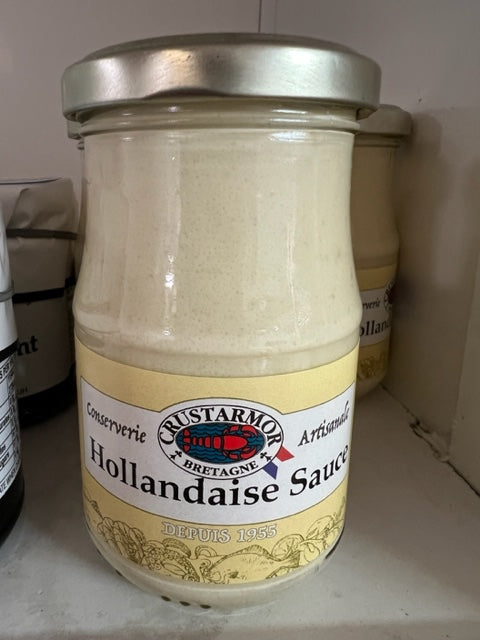 Conserverie
CRUSTARMOR
BRETAGNE
Artisanale
Hollandaise Sauce
DEPUIS 1955